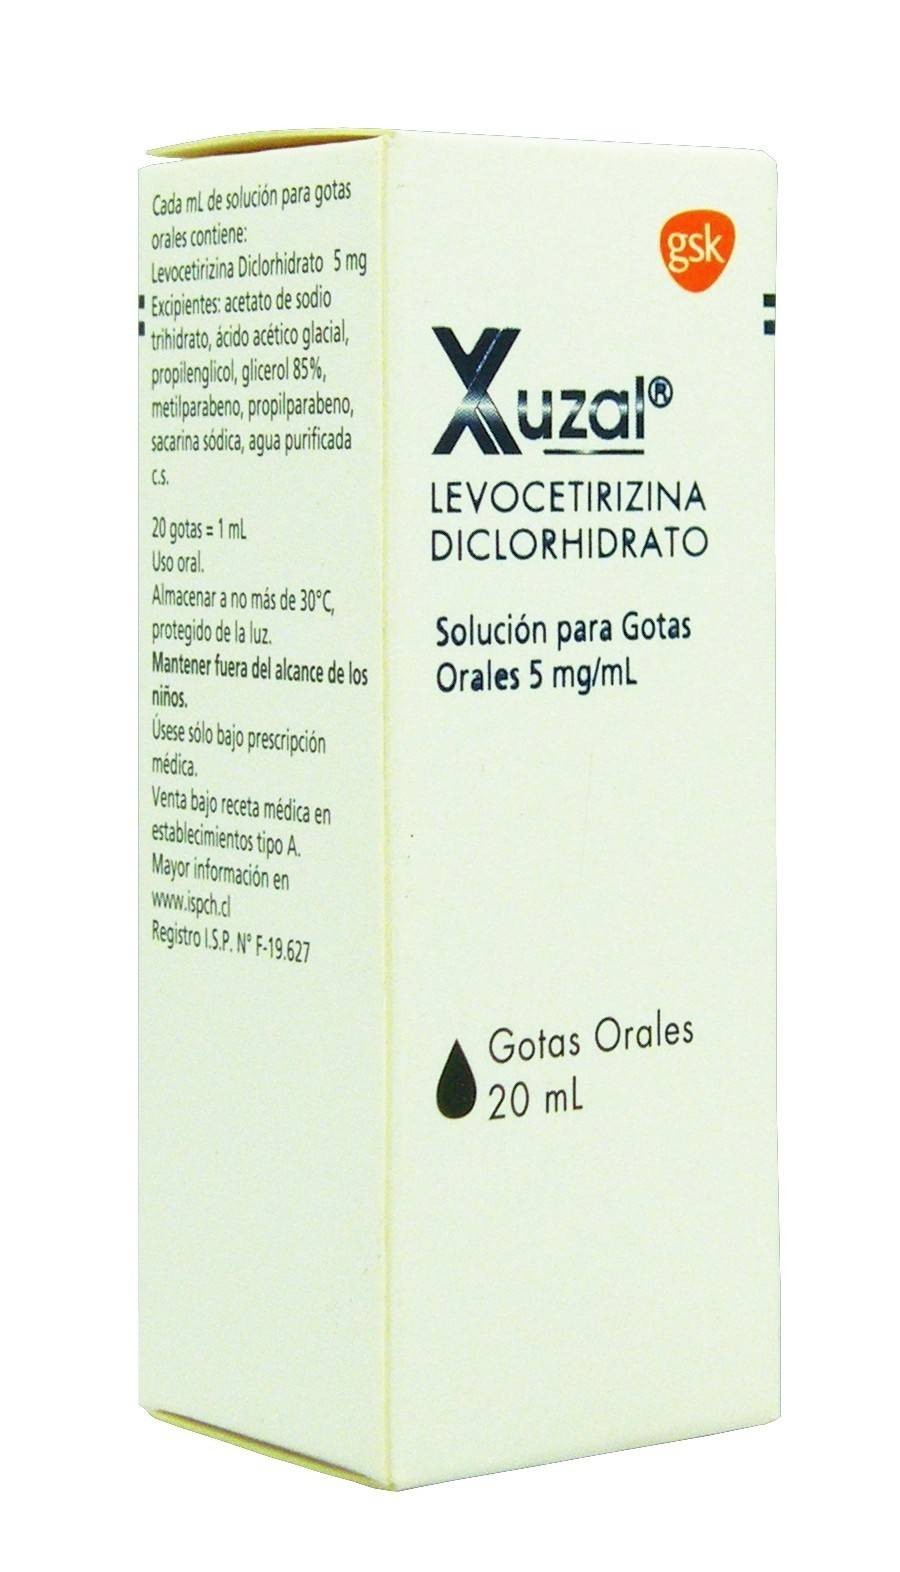 Cada mL de solución para gotas
orales contiene:
Levocetirizina Diclorhidrato 5 mg
Excipientes: acetato de sodio
trihidrato, ácido acético glacial,
propilenglicol, glicerol 85%,
metilparabeno, propilparabeno,
sacarina sódica, agua purificada
c.s.
20 gotas = 1 mL
Uso oral.
Almacenar a no más de 30°C,
protegido de la luz.
Mantener fuera del alcance de los
niños.
Úsese sólo bajo prescripción
médica.
Venta bajo receta médica en
establecimientos tipo A.
Mayor información en
www.ispch.cl
Registro I.S.P. N° F-19.627
gsk
Xuzal®
LEVOCETIRIZINA
DICLORHIDRATO
Solución para Gotas
Orales 5 mg/mL
Gotas Orales
20 mL